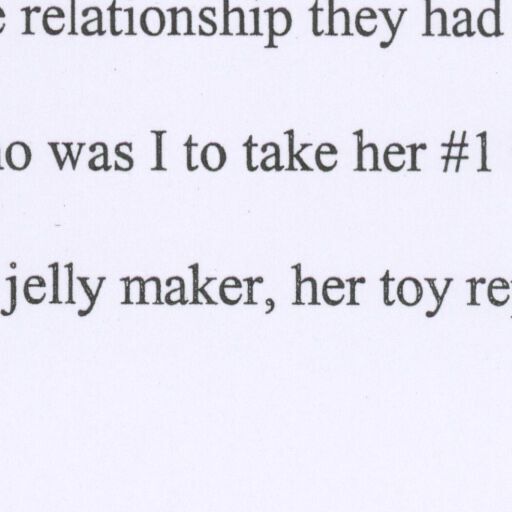 relationship they had
was I to take her #1
jelly maker, her toy